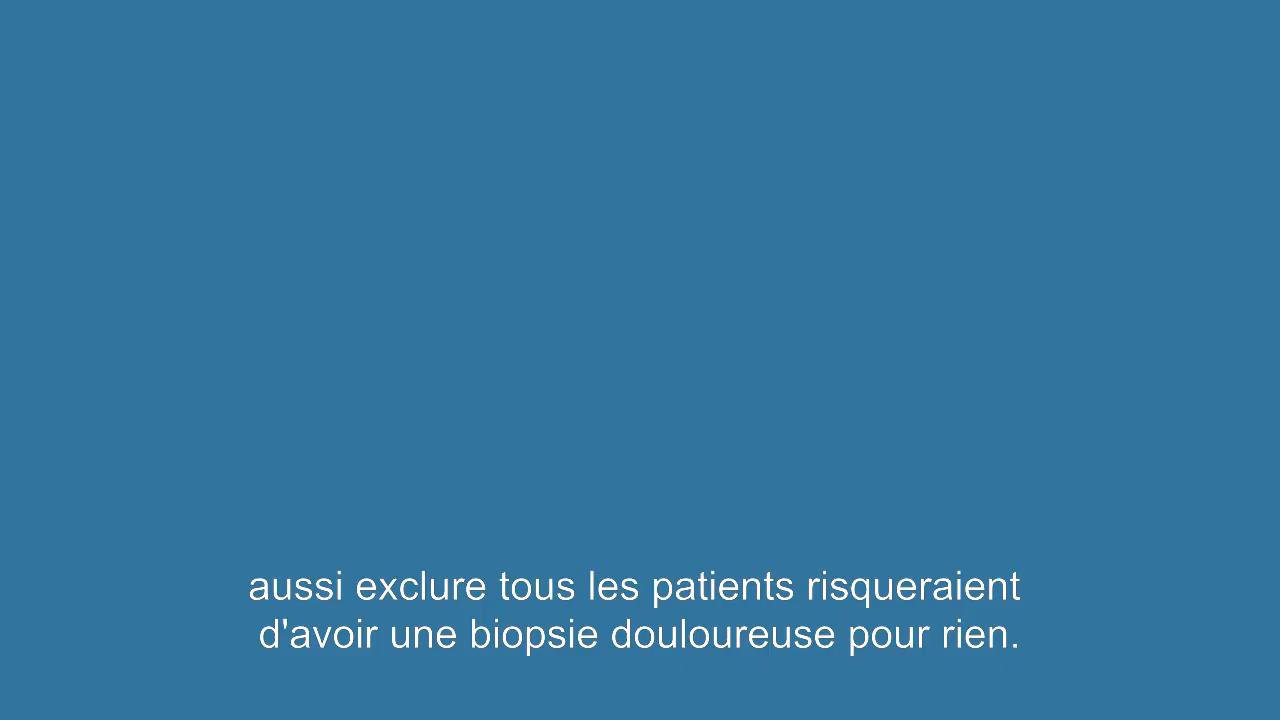 aussi exclure tous les patients risqueraient
d'avoir une biopsie douloureuse pour rien.